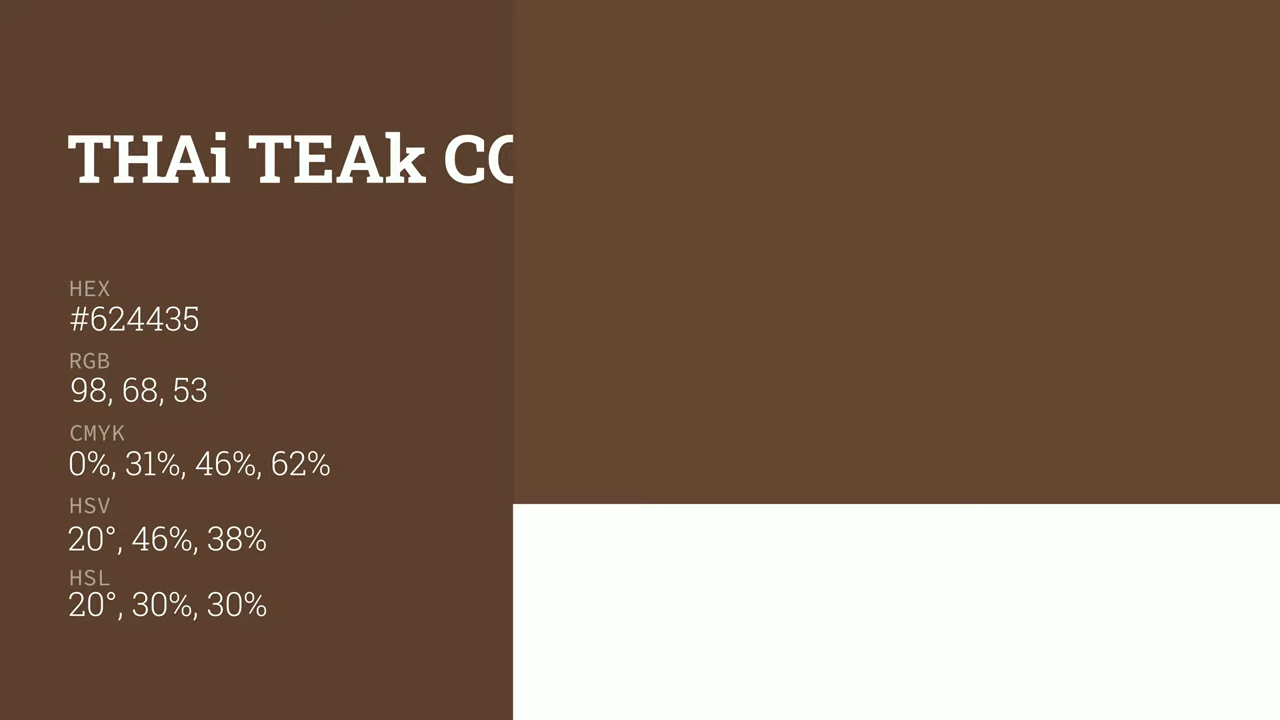 THAi TEAk CO
HEX
#624435
RGB
98, 68, 53
CMYK
0%, 31%, 46%, 62%
HSV
20°, 46%, 38%
HSL
20°, 30%, 30%